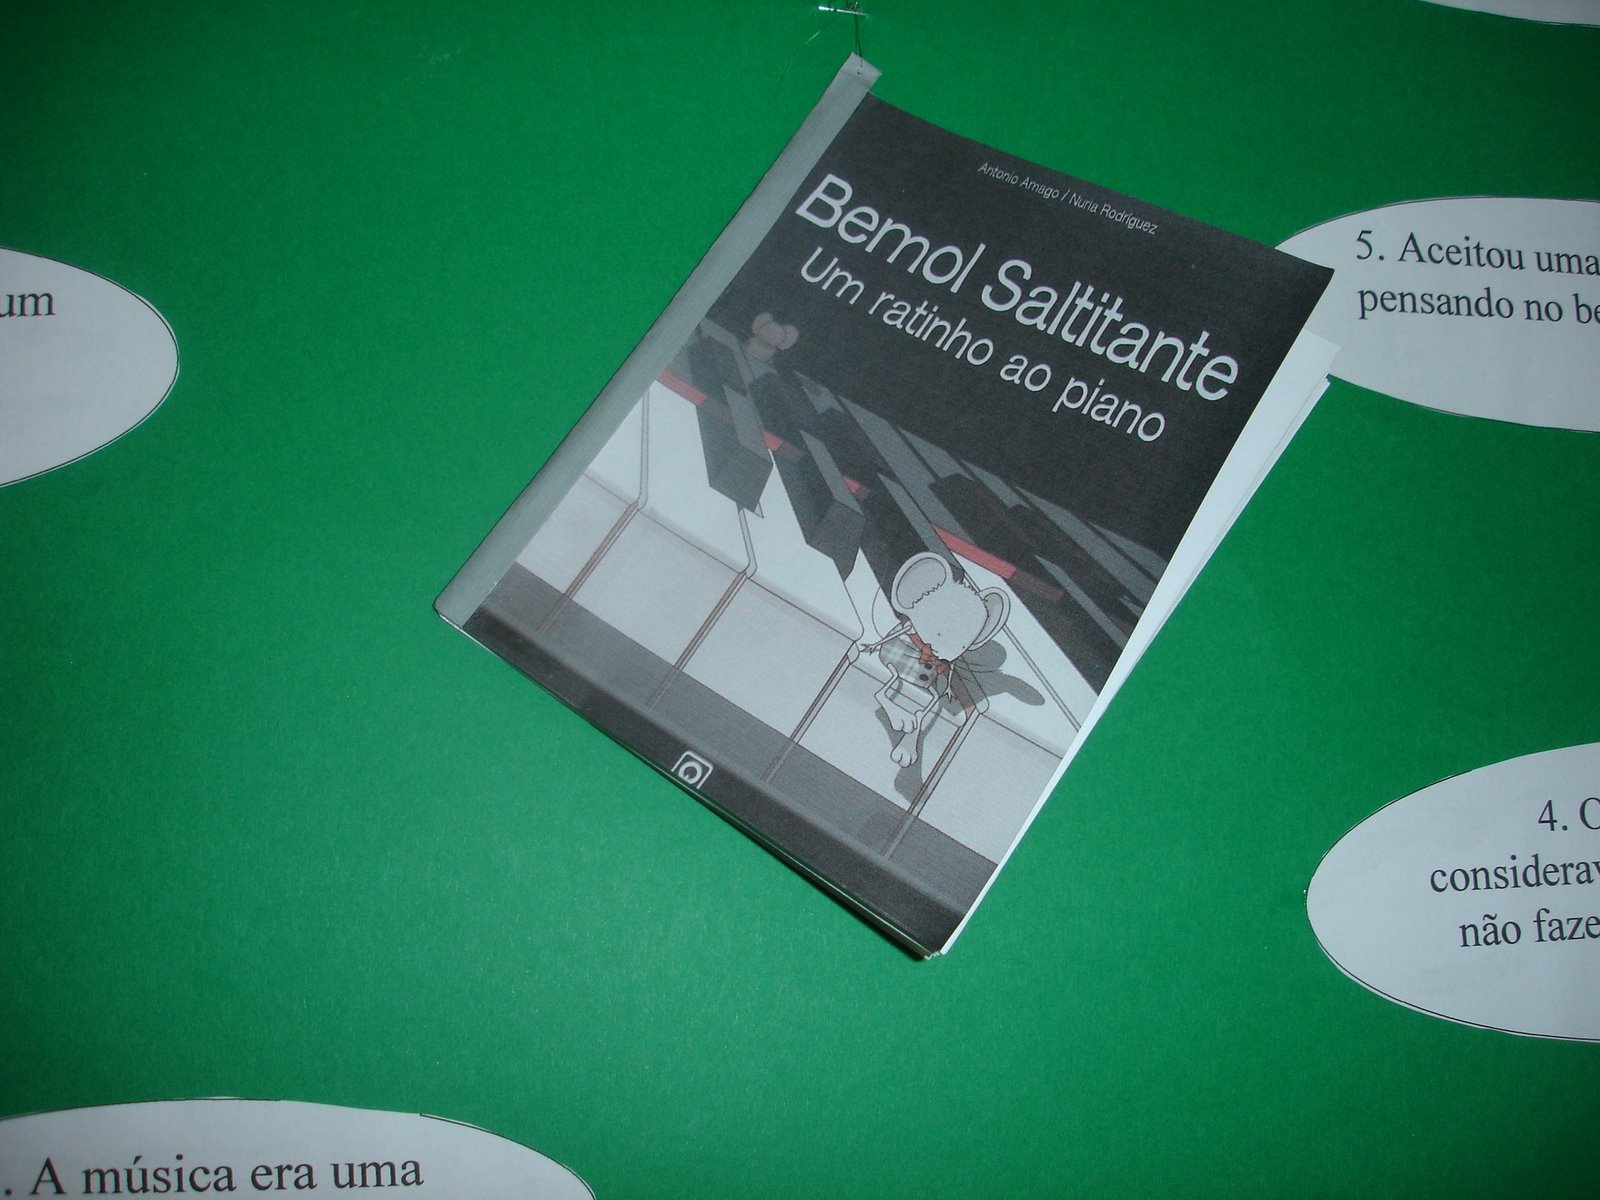 Antonio Amago / Nuria Rodríguez
Bemol Saltitante
Um ratinho ao piano
um
5. Aceitou uma
pensando no be
4. O
considerav
não faze
. A música era uma